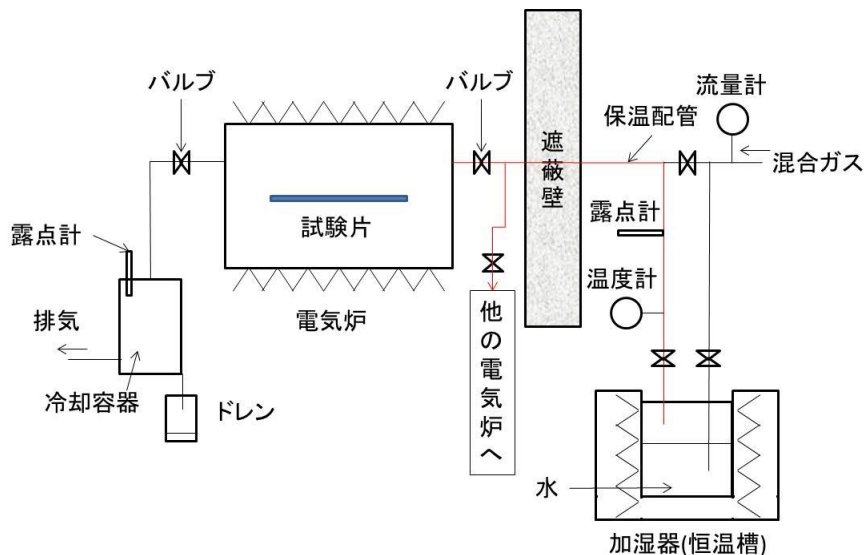 バルブ
バルブ
流量計
保温配管
混合ガス
遮蔽壁
試験片
露点計
露点計
温度計
電気炉
排気
冷却容器
ドレン
他の電気炉へ
水
加湿器(恒温槽)